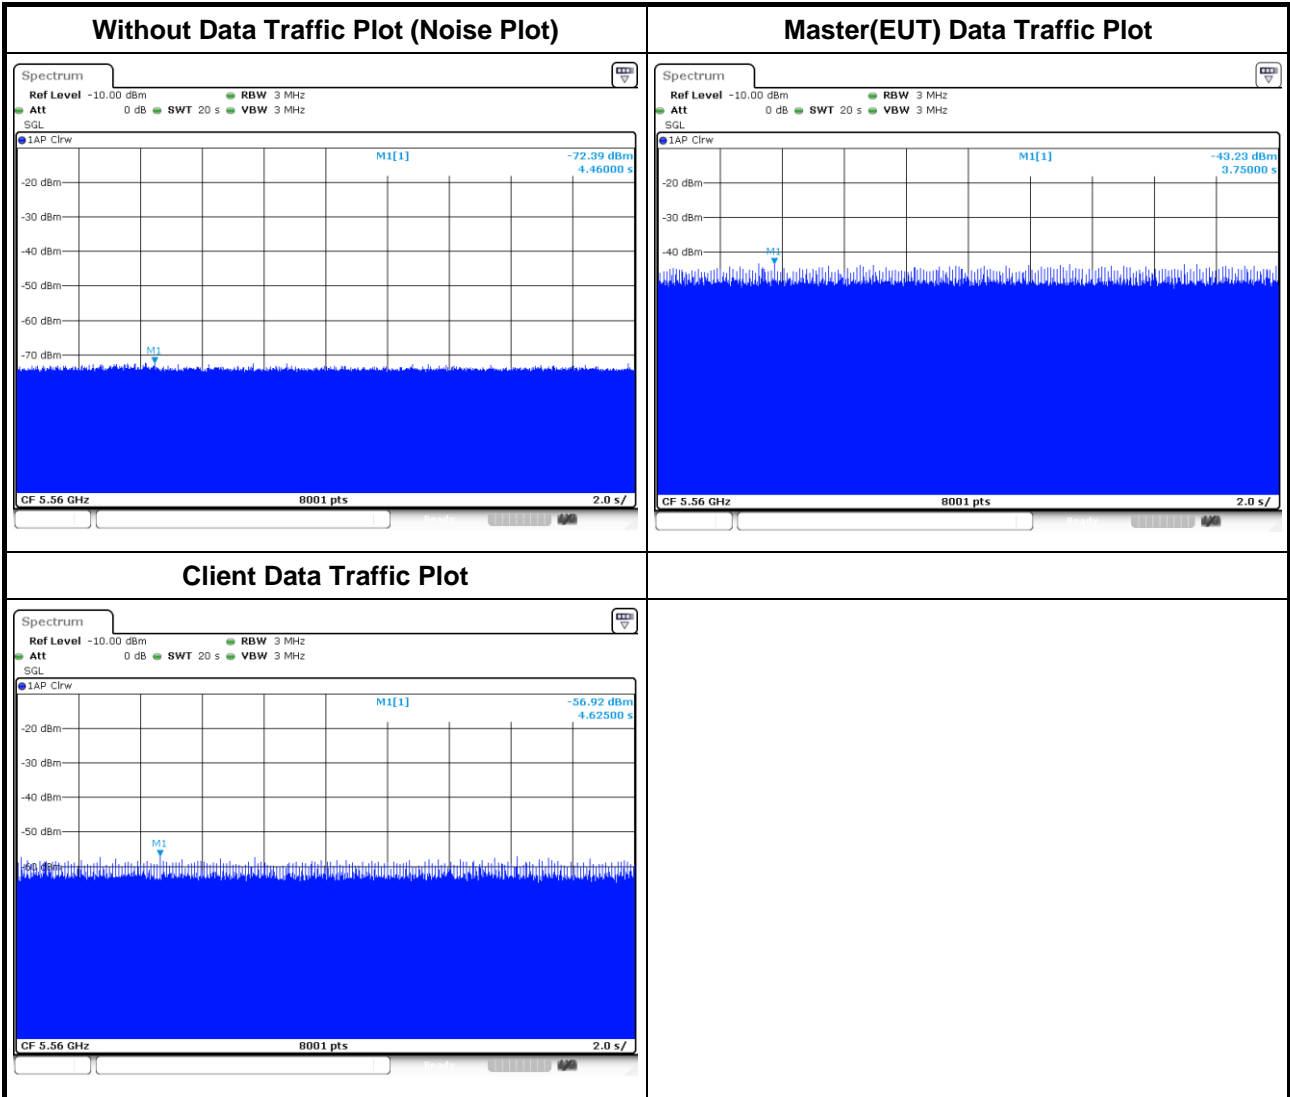 Without Data Traffic Plot (Noise Plot)
Spectrum
Ref Level -10.00 dBm RBW 3 MHz
Att 0 dB SWT 20 s VBW 3 MHz
SGL
1AP Clrw
M1[1] -72.39 dBm
4.46000 s
-20 dBm
-30 dBm
-40 dBm
-50 dBm
-60 dBm
M1
-70 dBm
CF 5.56 GHz 8001 pts 2.0 s/
Ready
Master(EUT) Data Traffic Plot
Spectrum
Ref Level -10.00 dBm RBW 3 MHz
Att 0 dB SWT 20 s VBW 3 MHz
SGL
1AP Clrw
M1[1] -43.23 dBm
3.75000 s
-20 dBm
-30 dBm
-40 dBm
M1
CF 5.56 GHz 8001 pts 2.0 s/
Ready
Client Data Traffic Plot
Spectrum
Ref Level -10.00 dBm RBW 3 MHz
Att 0 dB SWT 20 s VBW 3 MHz
SGL
1AP Clrw
M1[1] -56.92 dBm
4.62500 s
-20 dBm
-30 dBm
-40 dBm
-50 dBm
M1
-60 dBm
CF 5.56 GHz 8001 pts 2.0 s/
Ready